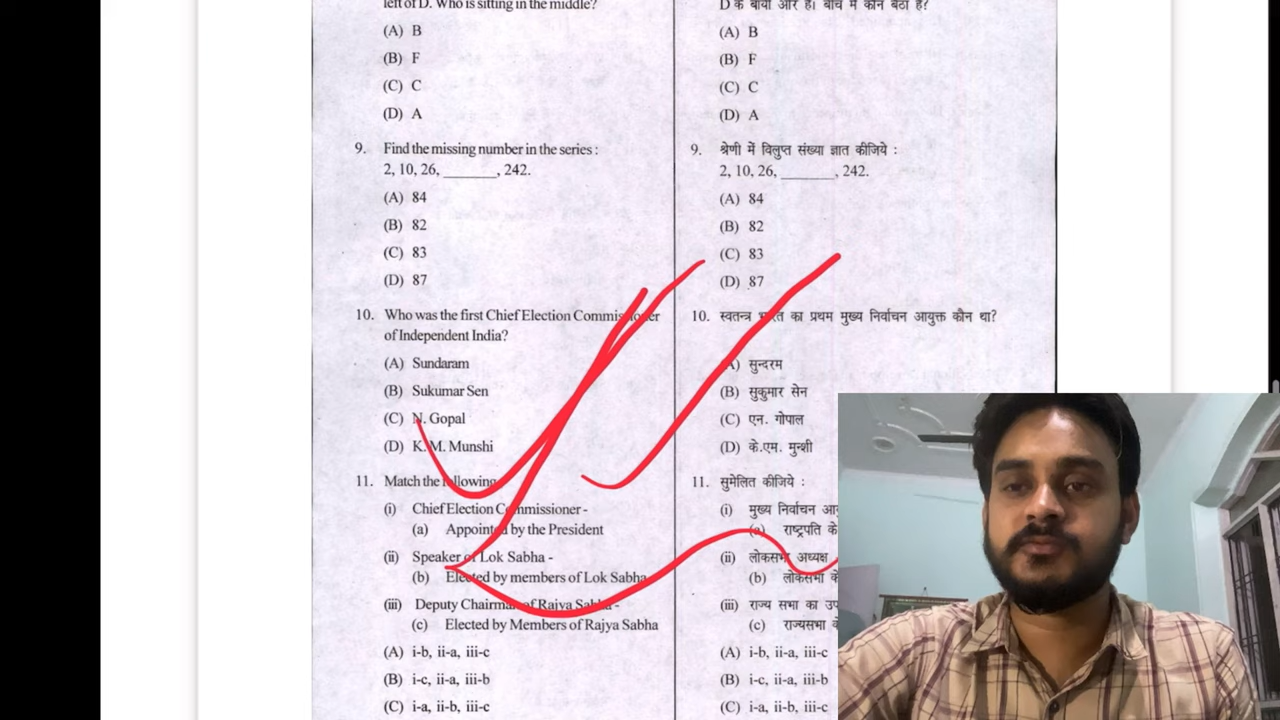 left of D. Who is sitting in the middle?
(A) B
(B) F
(C) C
(D) A
9. Find the missing number in the series :
2, 10, 26, _______, 242.
(A) 84
(B) 82
(C) 83
(D) 87
10. Who was the first Chief Election Commissioner
of Independent India?
(A) Sundaram
(B) Sukumar Sen
(C) N. Gopal
(D) K. M. Munshi
11. Match the following
(i) Chief Election Commissioner -
(a) Appointed by the President
(ii) Speaker of Lok Sabha -
(b) Elected by members of Lok Sabha
(iii) Deputy Chairman of Rajya Sabha -
(c) Elected by Members of Rajya Sabha
(A) i-b, ii-a, iii-c
(B) i-c, ii-a, iii-b
(C) i-a, ii-b, iii-c
D के बायीं ओर है। बीच में कौन बैठा है?
(A) B
(B) F
(C) C
(D) A
9. श्रेणी में विलुप्त संख्या ज्ञात कीजिये :
2, 10, 26, _______, 242.
(A) 84
(B) 82
(C) 83
(D) 87
10. स्वतन्त्र भारत का प्रथम मुख्य निर्वाचन आयुक्त कौन था?
(A) सुन्दरम
(B) सुकुमार सेन
(C) एन. गोपाल
(D) के.एम. मुन्शी
11. सुमेलित कीजिये :
(i) मुख्य निर्वाचन
(a) राष्ट्रपति के
(ii) लोकसभा अध्यक्ष
(b) लोकसभा के
(iii) राज्य सभा का
(c) राज्यसभा
(A) i-b, ii-a, iii-c
(B) i-c, ii-a, iii-b
(C) i-a, ii-b, iii-c